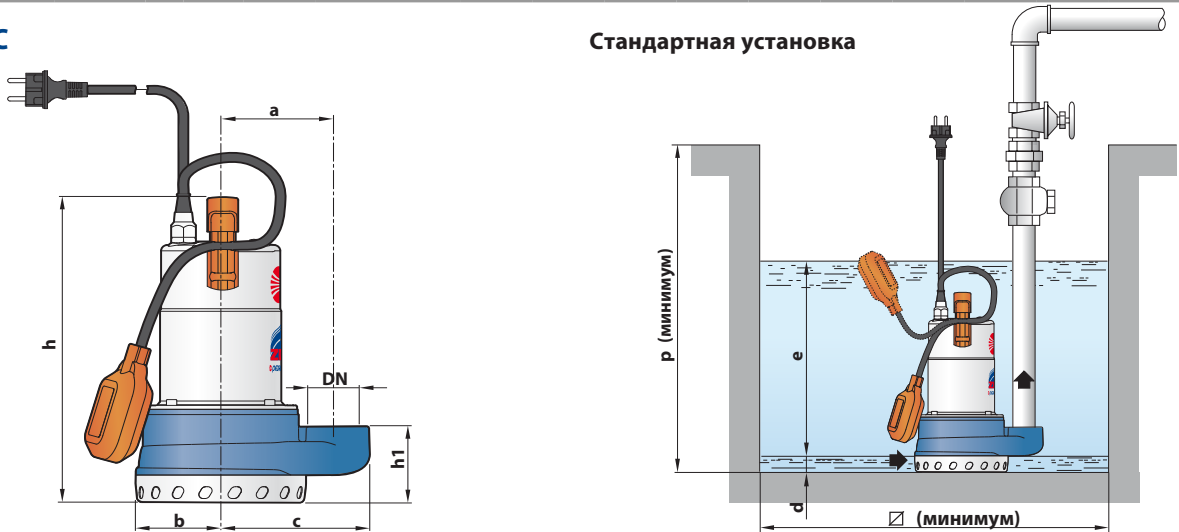 C
Стандартная установка
a
h
DN
h1
b
c
p (минимум)
e
d
∅ (минимум)